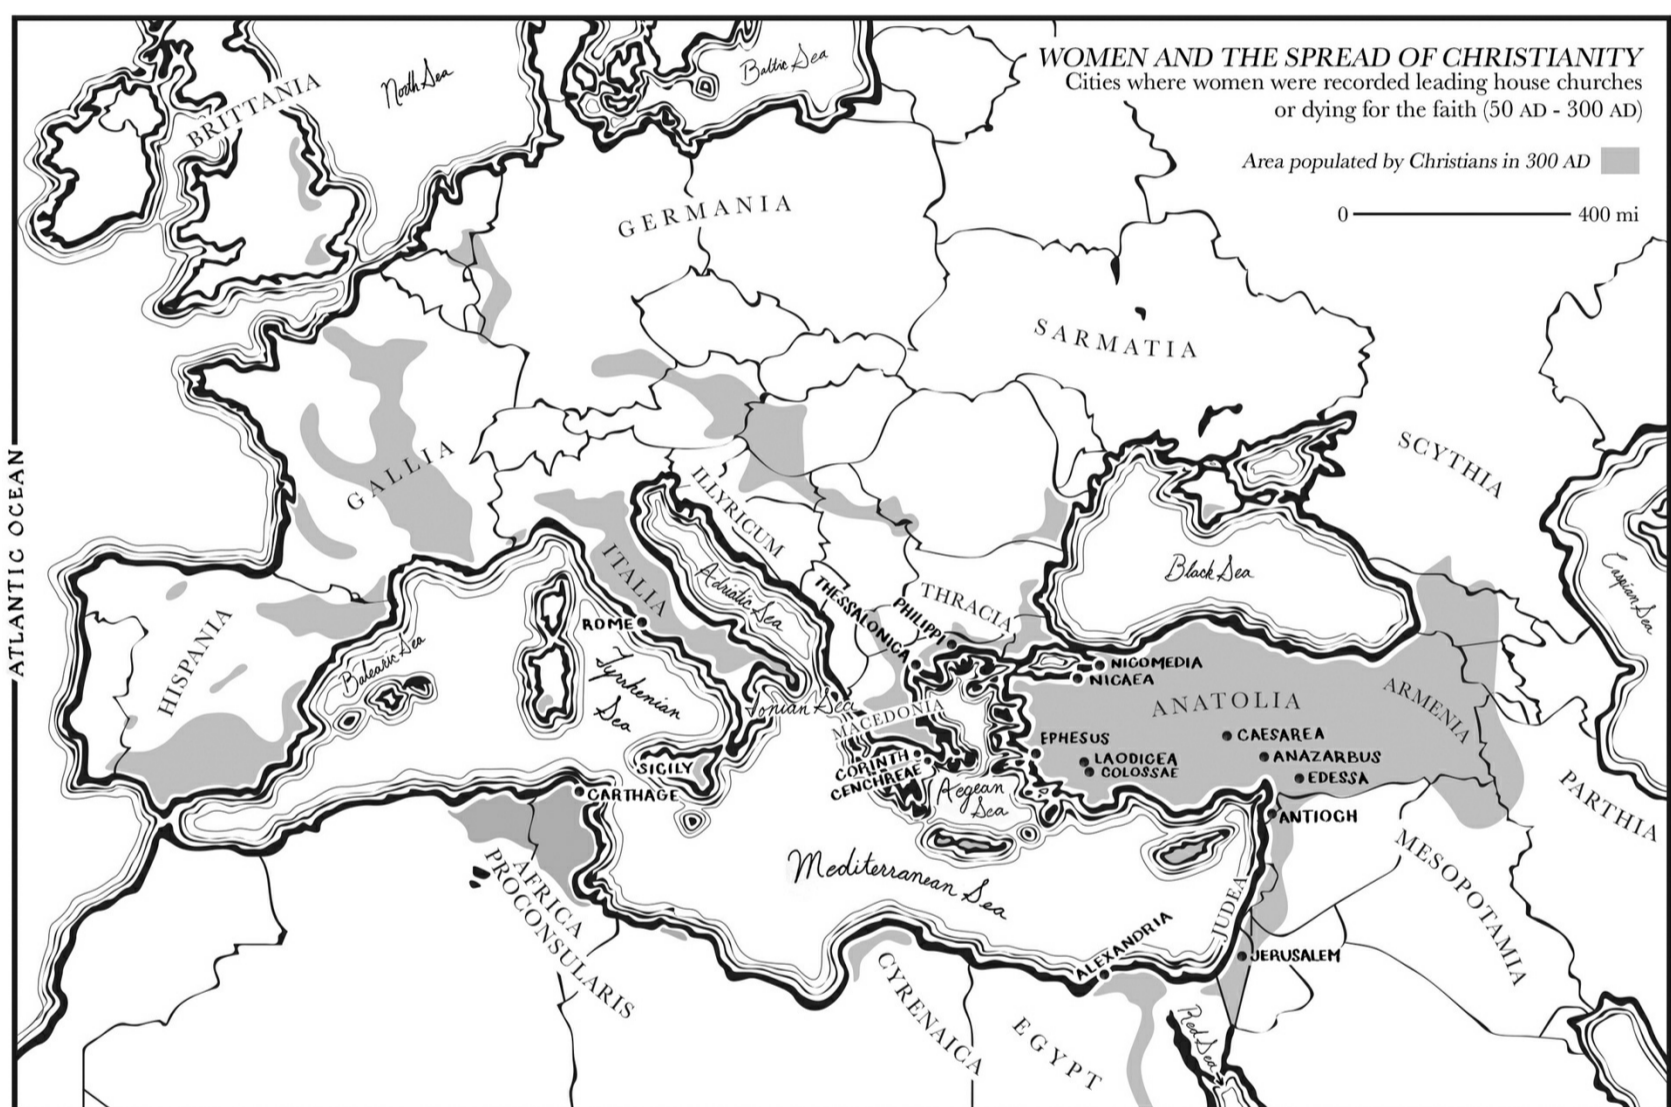 WOMEN AND THE SPREAD OF CHRISTIANITY
Cities where women were recorded leading house churches
or dying for the faith (50 AD - 300 AD)
Area populated by Christians in 300 AD
0 400 mi
North Sea
Baltic Sea
BRITTANIA
GERMANIA
SARMATIA
SCYTHIA
ATLANTIC OCEAN
GALLIA
ILLYRICUM
ITALIA
Adriatic Sea
Black Sea
Caspian Sea
THRACIA
THESSALONICA
PHILIPPI
HISPANIA
Balearic Sea
ROME
Tyrrhenian
Sea
Ionian Sea
MACEDONIA
NICOMEDIA
NICAEA
ANATOLIA
ARMENIA
EPHESUS
LAODICEA
COLOSSAE
CAESAREA
ANAZARBUS
EDESSA
CORINTH
CENCHREAE
Aegean
Sea
SICILY
CARTHAGE
ANTIOCH
PARTHIA
MESOPOTAMIA
Mediterranean Sea
AFRICA
PROCONSULARIS
JUDEA
JERUSALEM
ALEXANDRIA
CYRENAICA
EGYPT
Red Sea